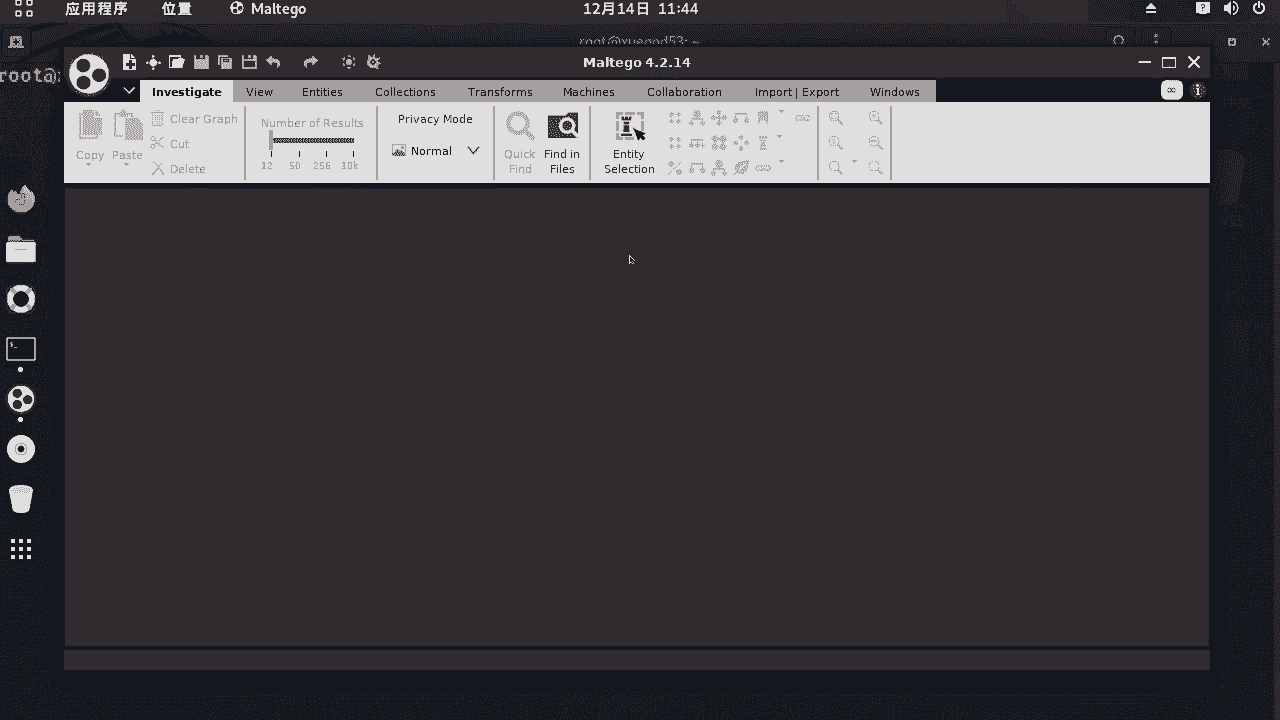 应用程序 位置 Maltego 12月14日 11:44
root@xuegod53: ~
root@
Maltego 4.2.14
Investigate View Entities Collections Transforms Machines Collaboration Import | Export Windows
Copy Paste Clear Graph Cut Delete
Number of Results
12 50 256 10k
Privacy Mode
Normal
Quick Find
Find in Files
Entity Selection